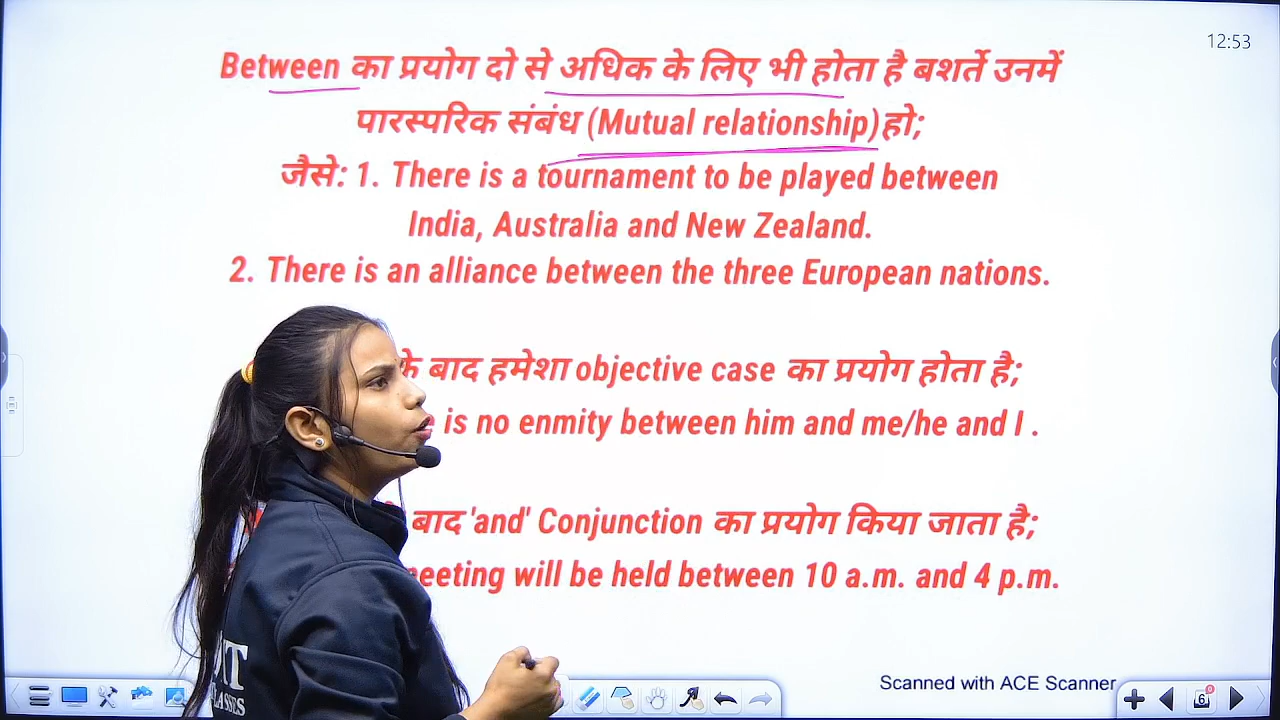 12:53
Between का प्रयोग दो से अधिक के लिए भी होता है बशर्ते उनमें
पारस्परिक संबंध (Mutual relationship) हो;
जैसे: 1. There is a tournament to be played between
India, Australia and New Zealand.
2. There is an alliance between the three European nations.
के बाद हमेशा objective case का प्रयोग होता है;
is no enmity between him and me/he and I .
बाद 'and' Conjunction का प्रयोग किया जाता है;
meeting will be held between 10 a.m. and 4 p.m.
Scanned with ACE Scanner
6